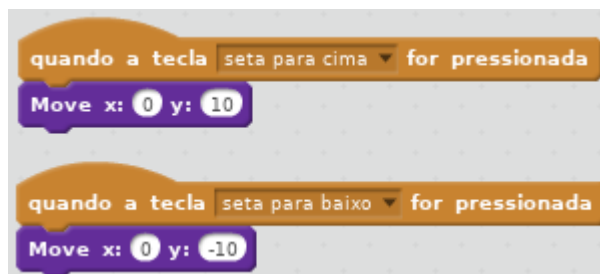 quando a tecla seta para cima for pressionada
Move x: 0 y: 10
quando a tecla seta para baixo for pressionada
Move x: 0 y: -10